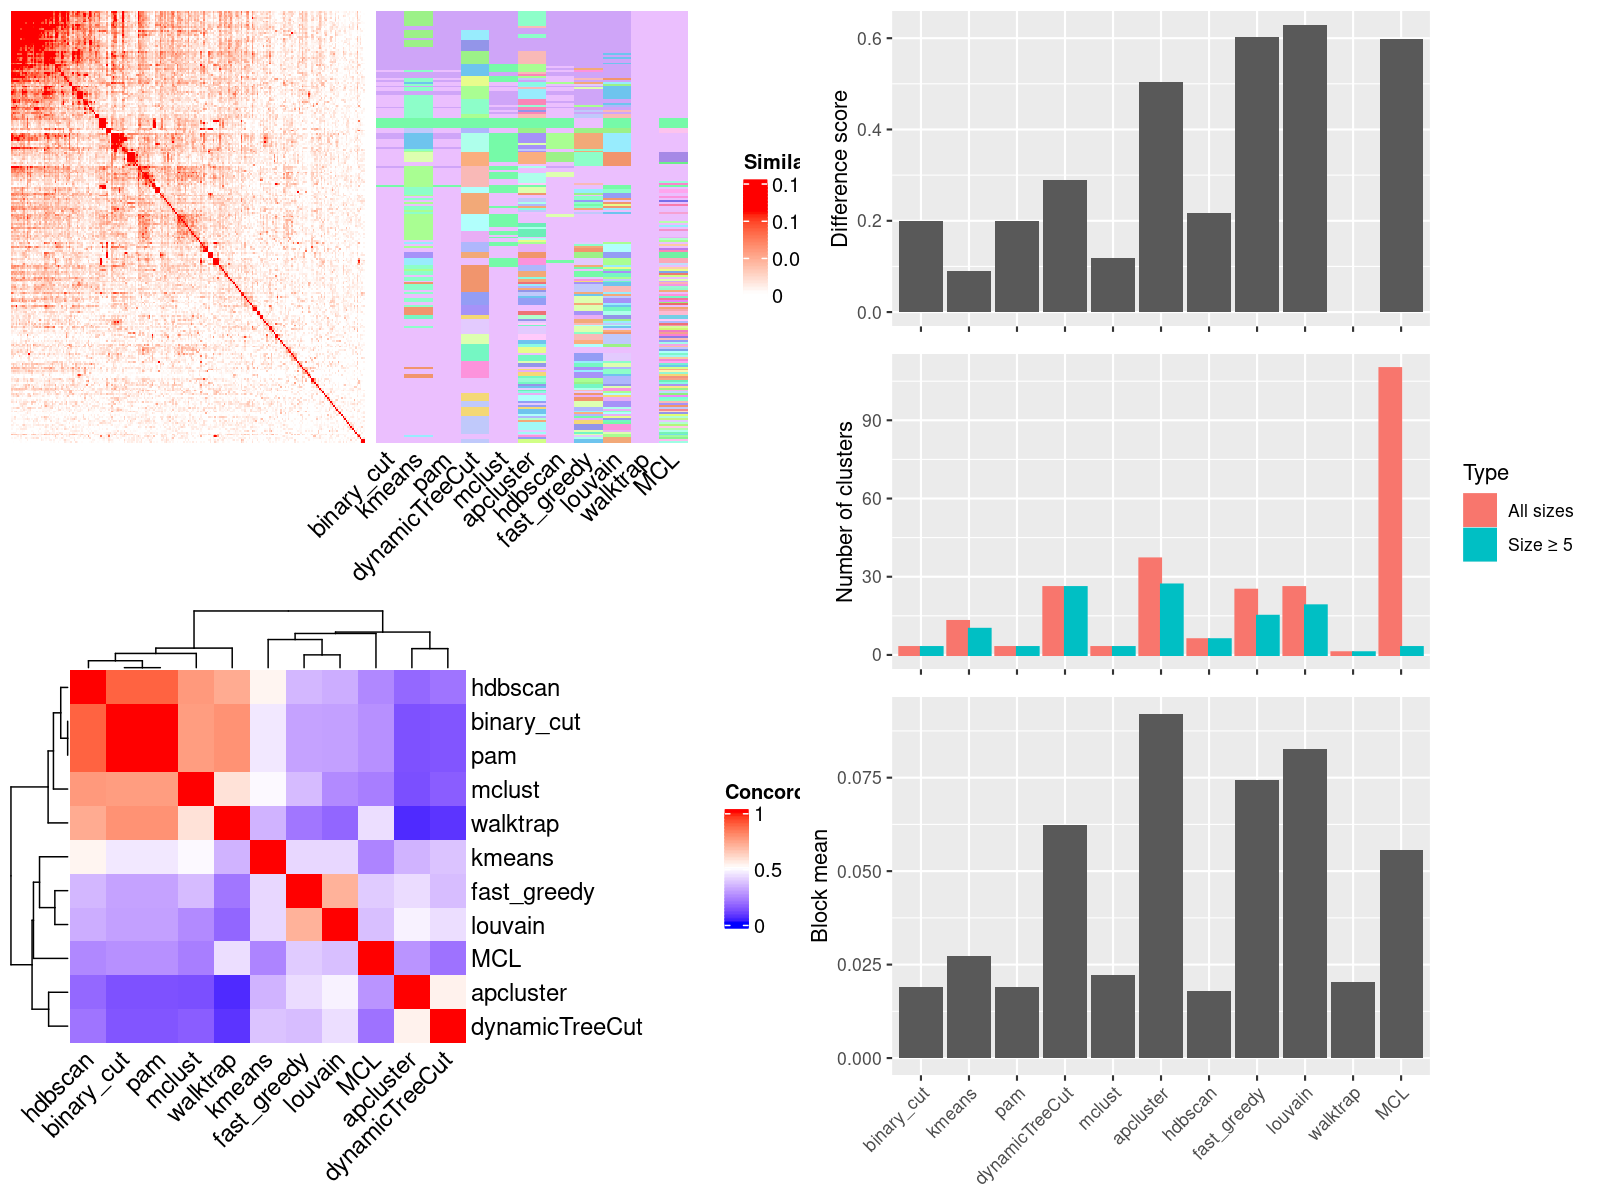 Simila
0.1
0.1
0.0
0
binary_cut
kmeans
pam
dynamicTreeCut
mclust
apcluster
hdbscan
fast_greedy
louvain
walktrap
MCL
Difference score
0.6
0.4
0.2
0.0
Number of clusters
90
60
30
0
Type
All sizes
Size ≥ 5
hdbscan
binary_cut
pam
mclust
walktrap
kmeans
fast_greedy
louvain
MCL
apcluster
dynamicTreeCut
Concord
1
0.5
0
hdbscan
binary_cut
pam
mclust
walktrap
kmeans
fast_greedy
louvain
MCL
apcluster
dynamicTreeCut
Block mean
0.075
0.050
0.025
0.000
binary_cut
kmeans
pam
dynamicTreeCut
mclust
apcluster
hdbscan
fast_greedy
louvain
walktrap
MCL